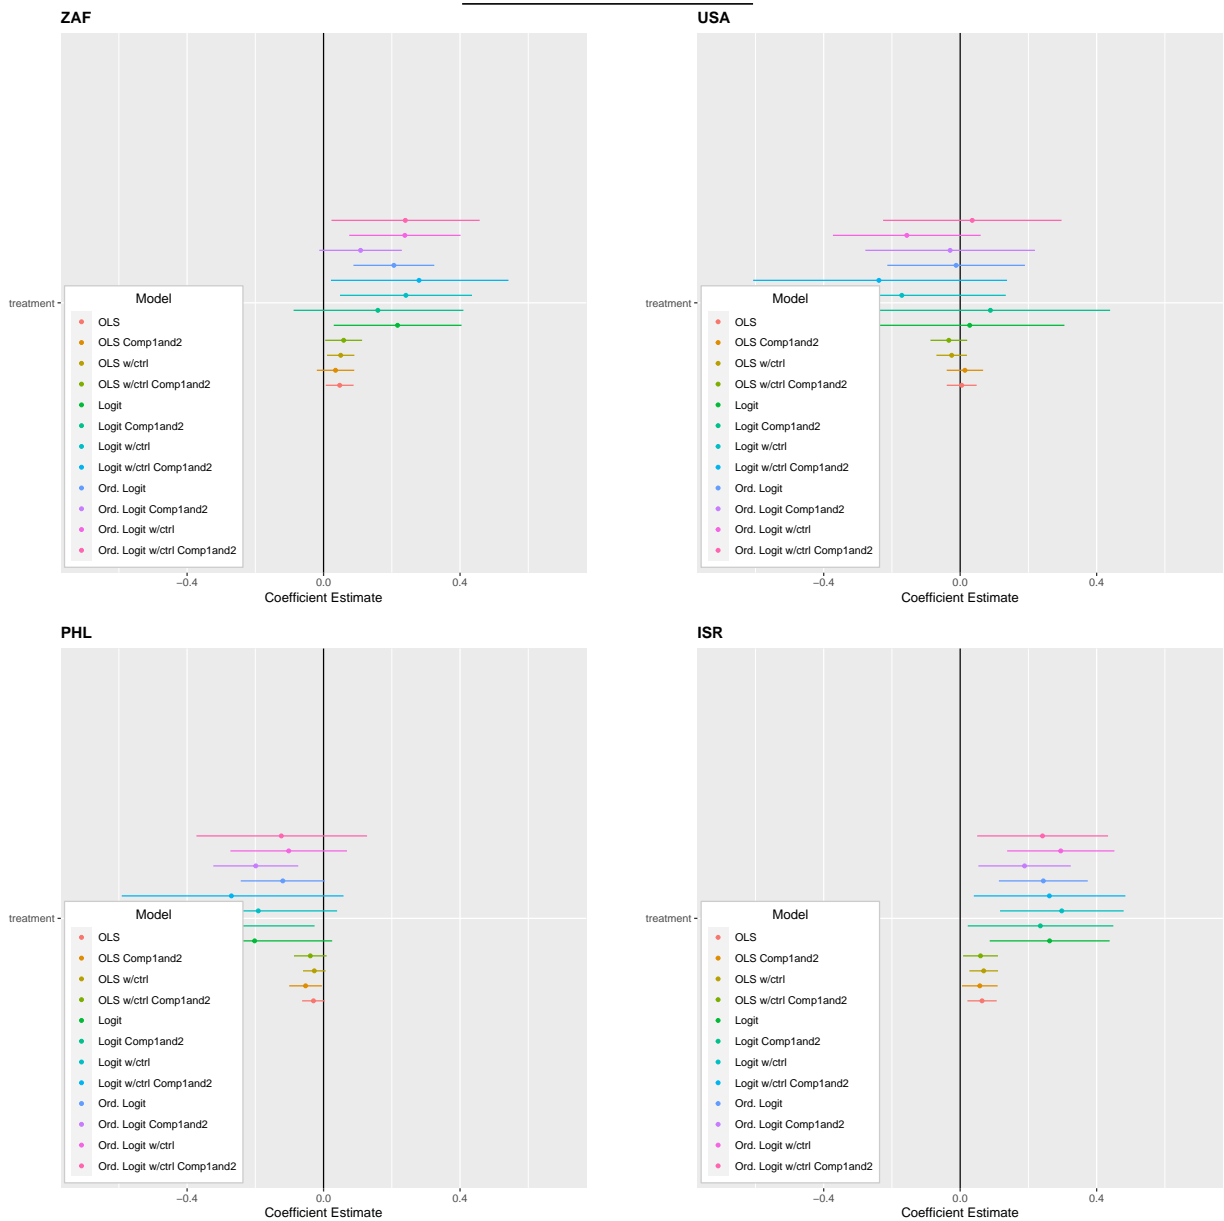 ZAF
treatment
Model
OLS
OLS Comp1and2
OLS w/ctrl
OLS w/ctrl Comp1and2
Logit
Logit Comp1and2
Logit w/ctrl
Logit w/ctrl Comp1and2
Ord. Logit
Ord. Logit Comp1and2
Ord. Logit w/ctrl
Ord. Logit w/ctrl Comp1and2
−0.4 0.0 0.4
Coefficient Estimate
USA
treatment
Model
OLS
OLS Comp1and2
OLS w/ctrl
OLS w/ctrl Comp1and2
Logit
Logit Comp1and2
Logit w/ctrl
Logit w/ctrl Comp1and2
Ord. Logit
Ord. Logit Comp1and2
Ord. Logit w/ctrl
Ord. Logit w/ctrl Comp1and2
−0.4 0.0 0.4
Coefficient Estimate
PHL
treatment
Model
OLS
OLS Comp1and2
OLS w/ctrl
OLS w/ctrl Comp1and2
Logit
Logit Comp1and2
Logit w/ctrl
Logit w/ctrl Comp1and2
Ord. Logit
Ord. Logit Comp1and2
Ord. Logit w/ctrl
Ord. Logit w/ctrl Comp1and2
−0.4 0.0 0.4
Coefficient Estimate
ISR
treatment
Model
OLS
OLS Comp1and2
OLS w/ctrl
OLS w/ctrl Comp1and2
Logit
Logit Comp1and2
Logit w/ctrl
Logit w/ctrl Comp1and2
Ord. Logit
Ord. Logit Comp1and2
Ord. Logit w/ctrl
Ord. Logit w/ctrl Comp1and2
−0.4 0.0 0.4
Coefficient Estimate